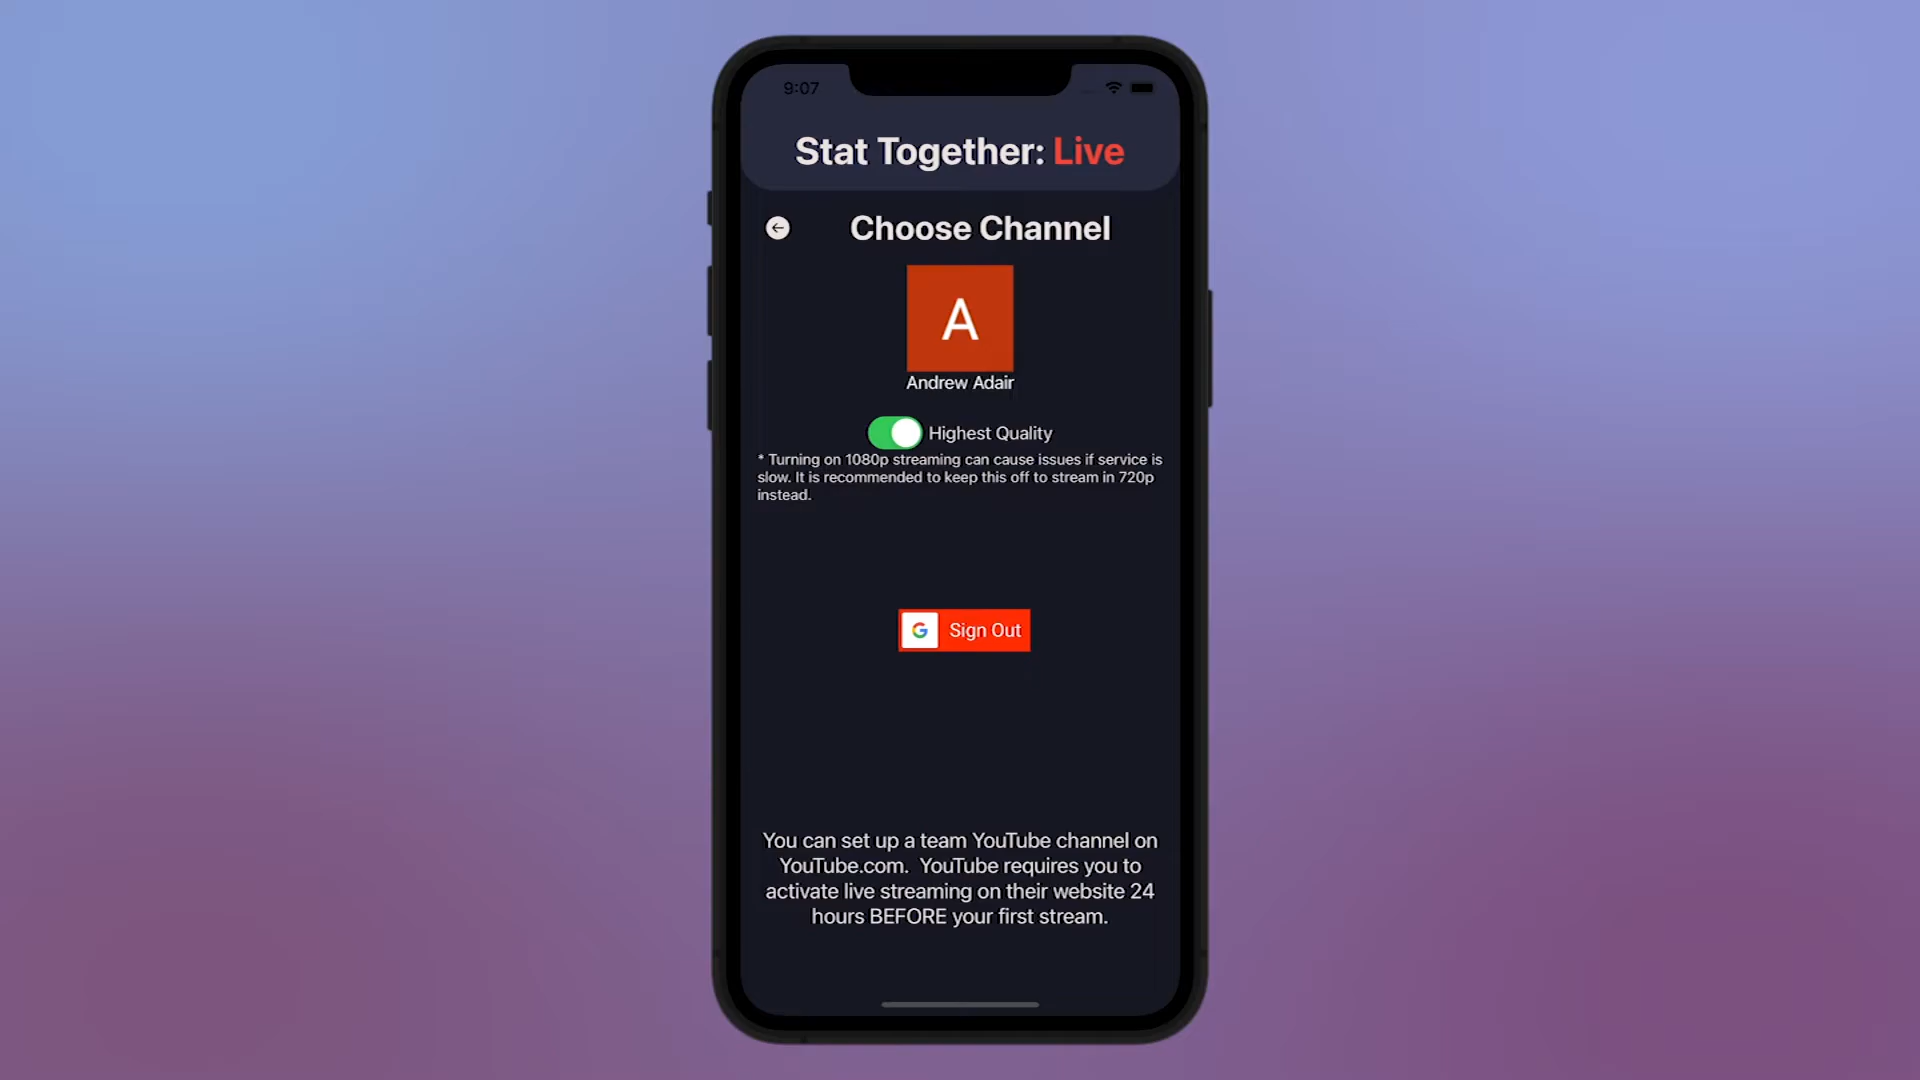 9:07
Stat Together: Live
Choose Channel
A
Andrew Adair
Highest Quality
* Turning on 1080p streaming can cause issues if service is
slow. It is recommended to keep this off to stream in 720p
instead.
G Sign Out
You can set up a team YouTube channel on
YouTube.com. YouTube requires you to
activate live streaming on their website 24
hours BEFORE your first stream.